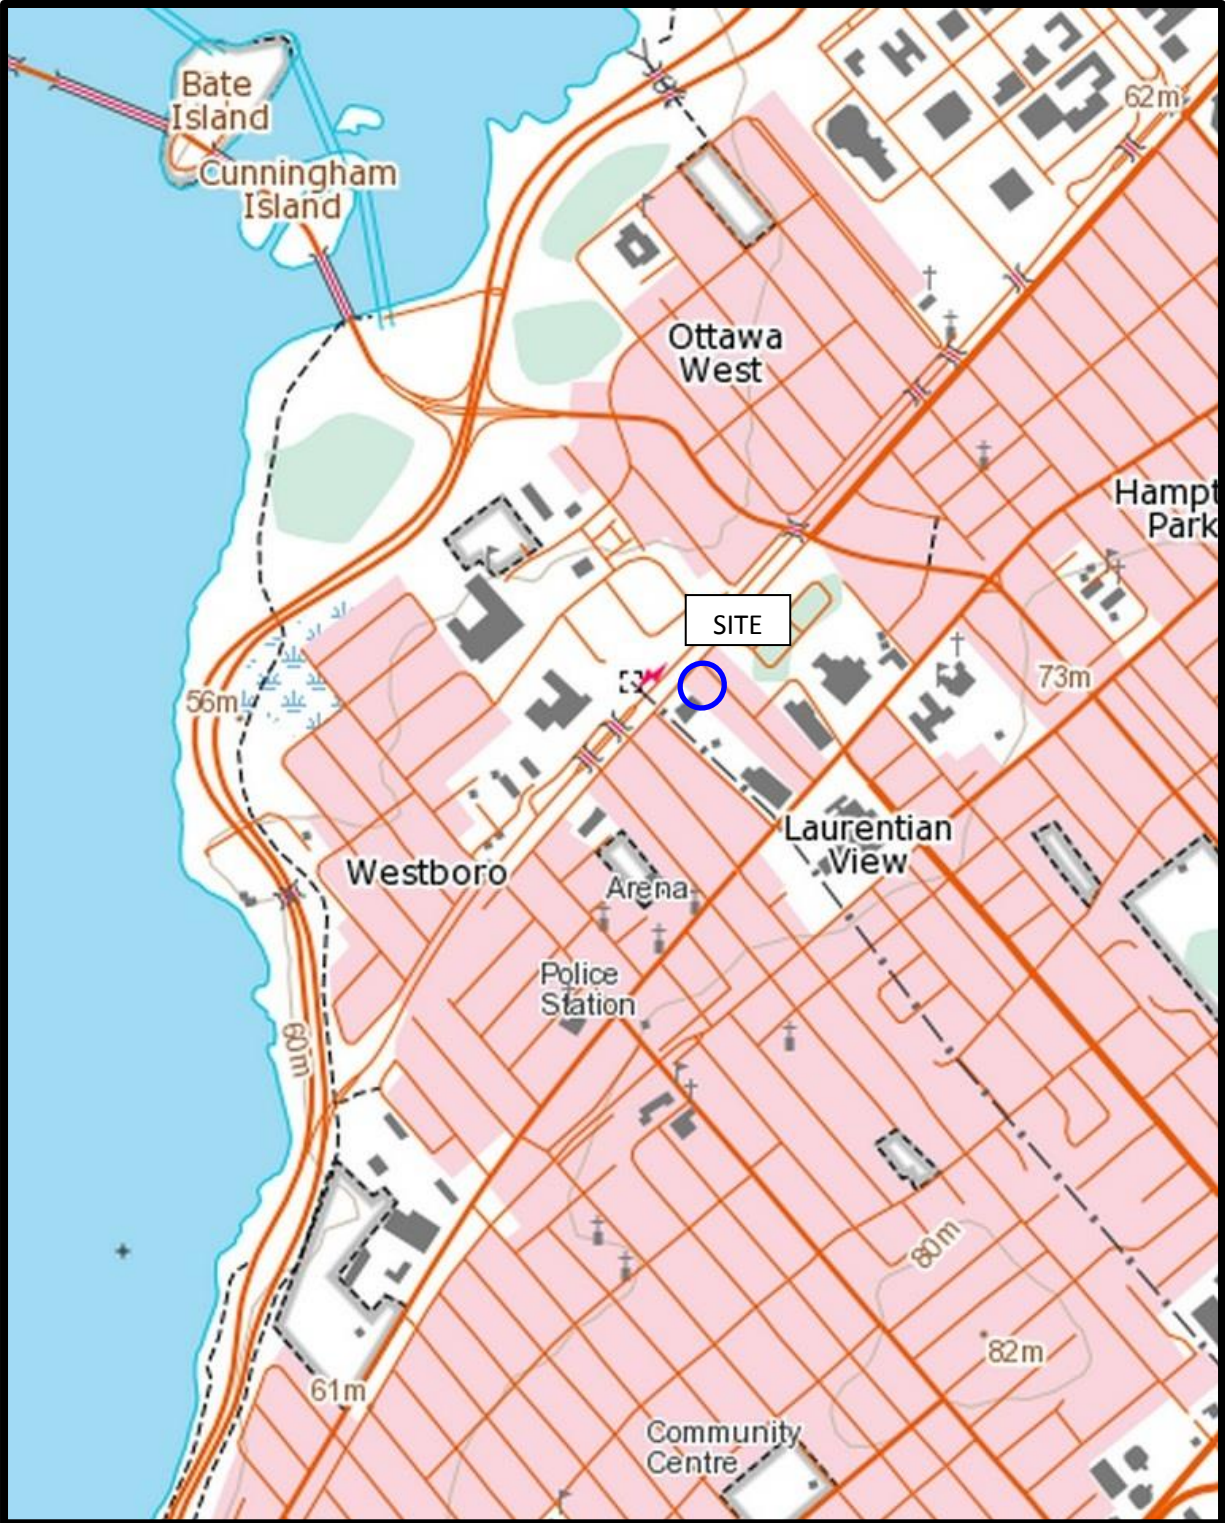 Bate
Island
62m
Cunningham
Island
Ottawa
West
Hampt
Park
SITE
73m
56m
Laurentian
View
Westboro
Arena
Police
Station
60m
80m
82m
61m
Community
Centre